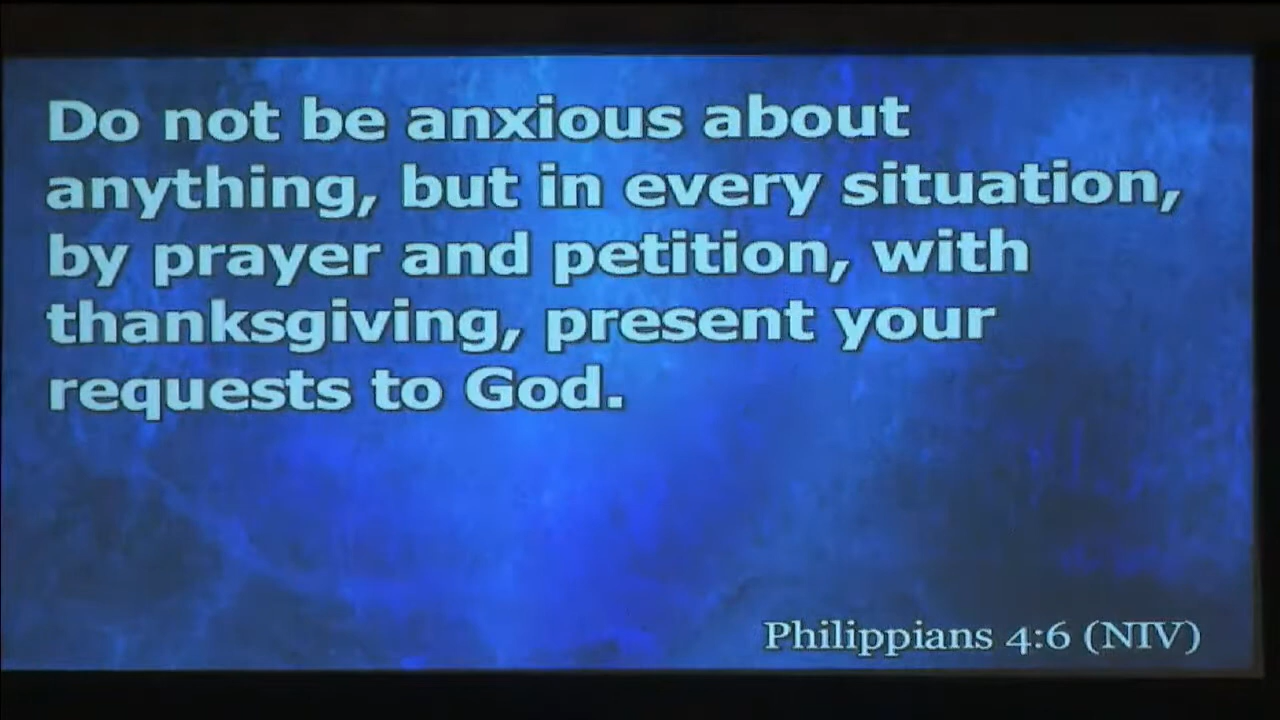 Do not be anxious about
anything, but in every situation,
by prayer and petition, with
thanksgiving, present your
requests to God.
Philippians 4:6 (NIV)